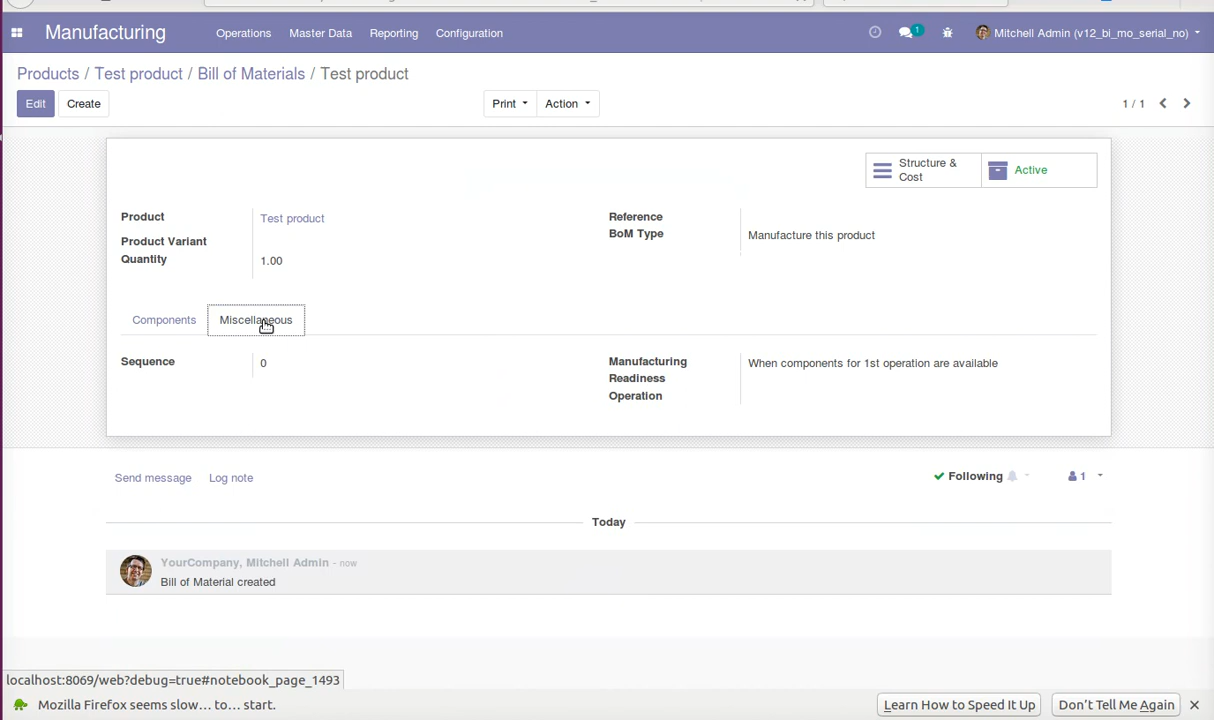 Manufacturing Operations Master Data Reporting Configuration 1 Mitchell Admin (v12_bi_mo_serial_no)
Products / Test product / Bill of Materials / Test product
Edit Create Print Action 1 / 1
Structure & Cost
Active
Product Test product
Product Variant
Quantity 1.00
Reference
BoM Type Manufacture this product
Components Miscellaneous
Sequence 0
Manufacturing Readiness When components for 1st operation are available
Operation
Send message Log note Following 1
Today
YourCompany, Mitchell Admin - now
Bill of Material created
localhost:8069/web?debug=true#notebook_page_1493
Mozilla Firefox seems slow... to... start. Learn How to Speed It Up Don't Tell Me Again